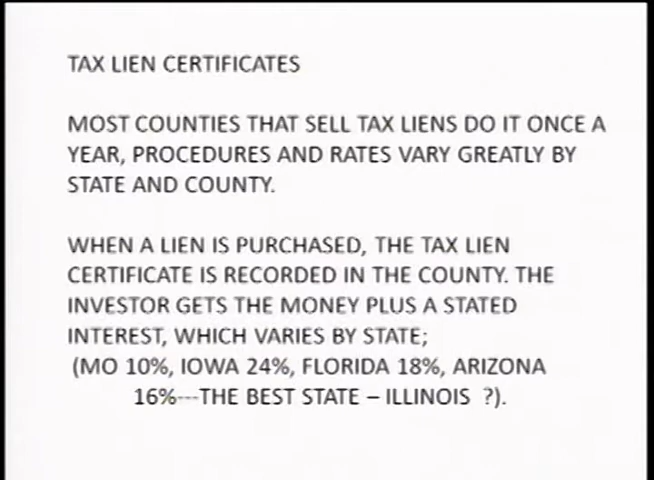 TAX LIEN CERTIFICATES
MOST COUNTIES THAT SELL TAX LIENS DO IT ONCE A
YEAR, PROCEDURES AND RATES VARY GREATLY BY
STATE AND COUNTY.
WHEN A LIEN IS PURCHASED, THE TAX LIEN
CERTIFICATE IS RECORDED IN THE COUNTY. THE
INVESTOR GETS THE MONEY PLUS A STATED
INTEREST, WHICH VARIES BY STATE;
(MO 10%, IOWA 24%, FLORIDA 18%, ARIZONA
16%---THE BEST STATE – ILLINOIS ?).